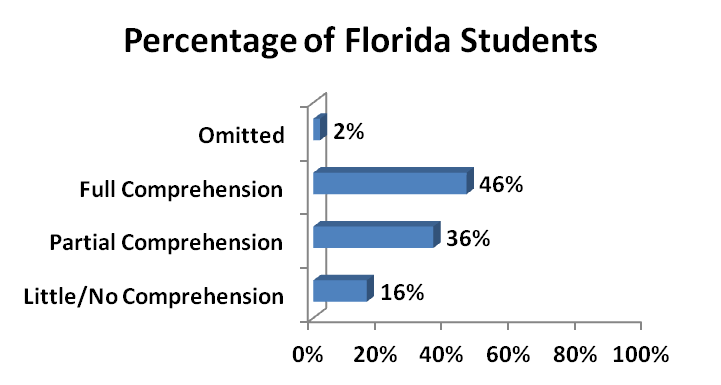 Percentage of Florida Students
Omitted 2%
Full Comprehension 46%
Partial Comprehension 36%
Little/No Comprehension 16%
0% 20% 40% 60% 80% 100%